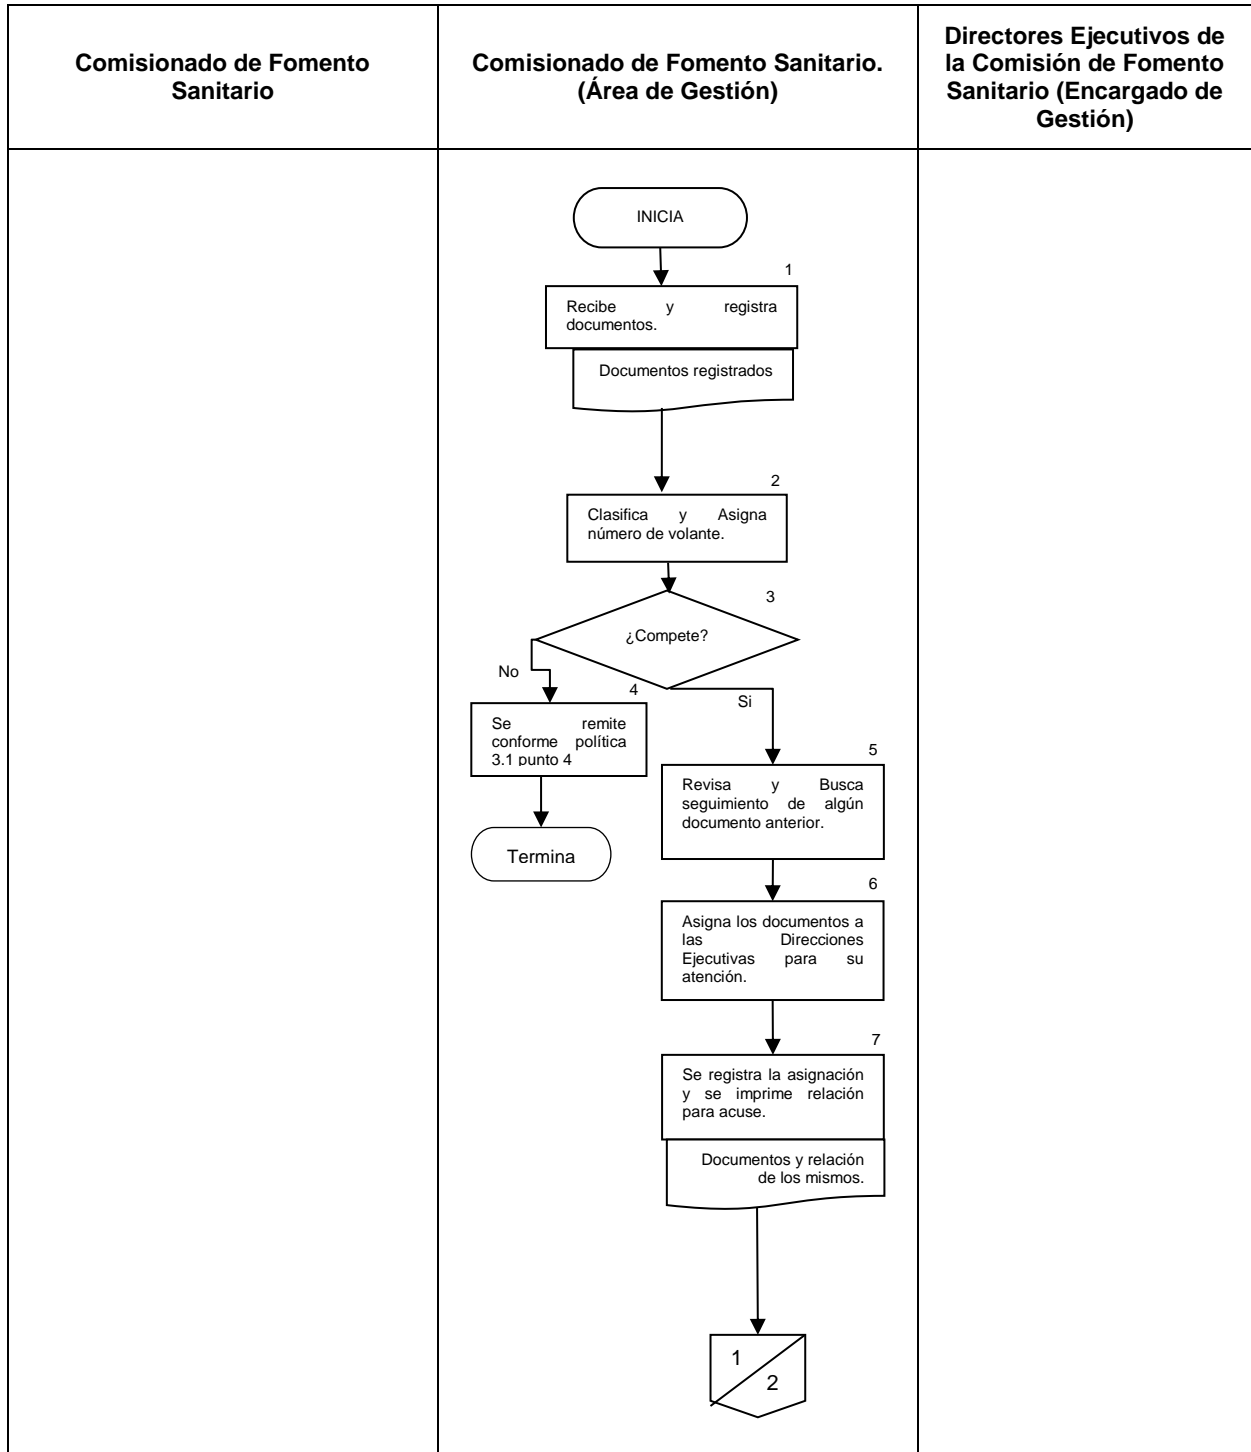 Comisionado de Fomento
Sanitario
Comisionado de Fomento Sanitario.
(Área de Gestión)
Directores Ejecutivos de
la Comisión de Fomento
Sanitario (Encargado de
Gestión)
INICIA
1
Recibe y registra
documentos.
Documentos registrados
2
Clasifica y Asigna
número de volante.
3
¿Compete?
No
4
Si
Se remite
conforme política
3.1 punto 4
5
Revisa y Busca
seguimiento de algún
documento anterior.
Termina
6
Asigna los documentos a
las Direcciones
Ejecutivas para su
atención.
7
Se registra la asignación
y se imprime relación
para acuse.
Documentos y relación
de los mismos.
1
2